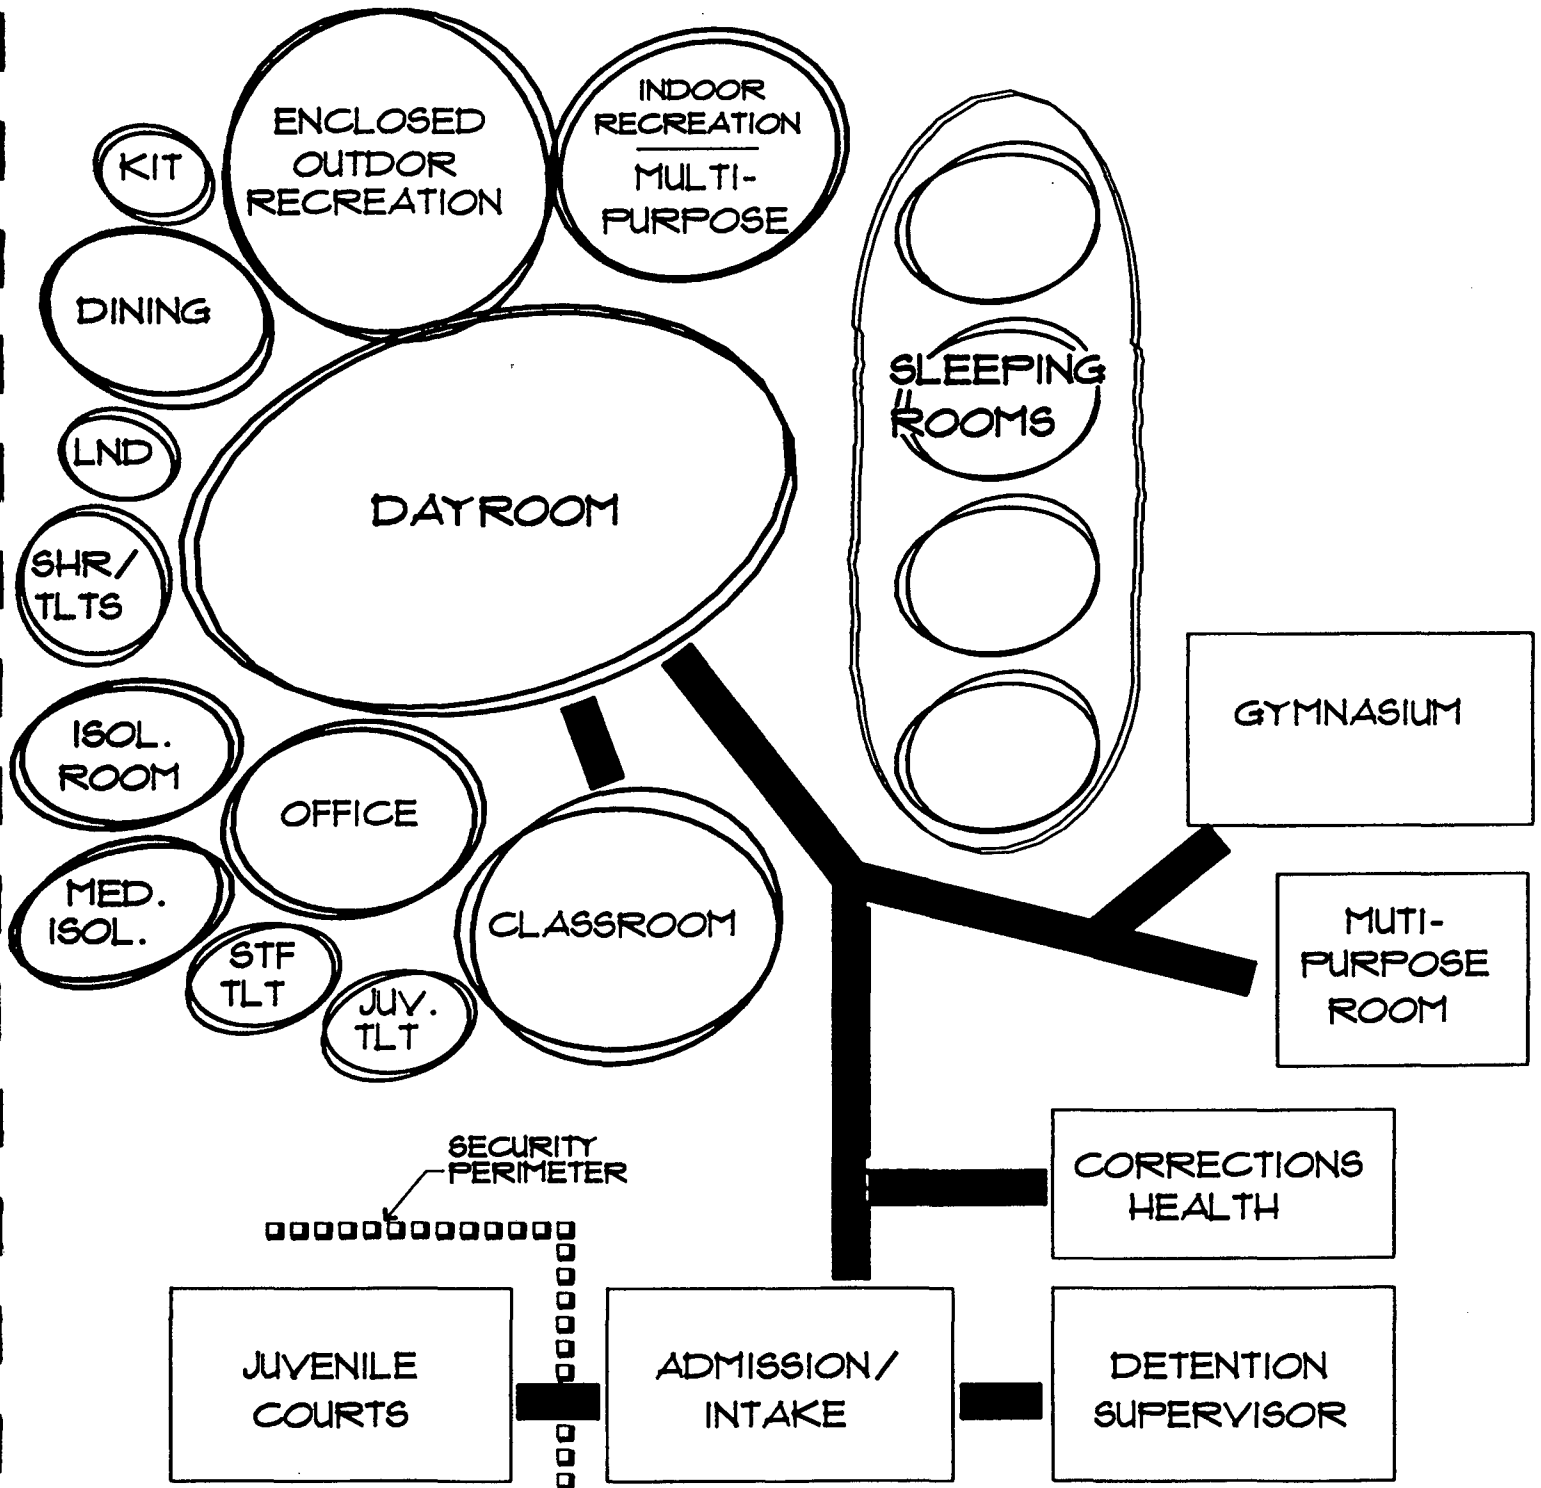 ENCLOSED
OUTDOR
RECREATION
INDOOR
RECREATION
MULTI-
PURPOSE
KIT
DINING
LND
SHR/
TLTS
DAYROOM
SLEEPING
ROOMS
ISOL.
ROOM
OFFICE
MED.
ISOL.
STF
TLT
JUV.
TLT
CLASSROOM
GYMNASIUM
MUTI-
PURPOSE
ROOM
SECURITY
PERIMETER
CORRECTIONS
HEALTH
JUVENILE
COURTS
ADMISSION/
INTAKE
DETENTION
SUPERVISOR